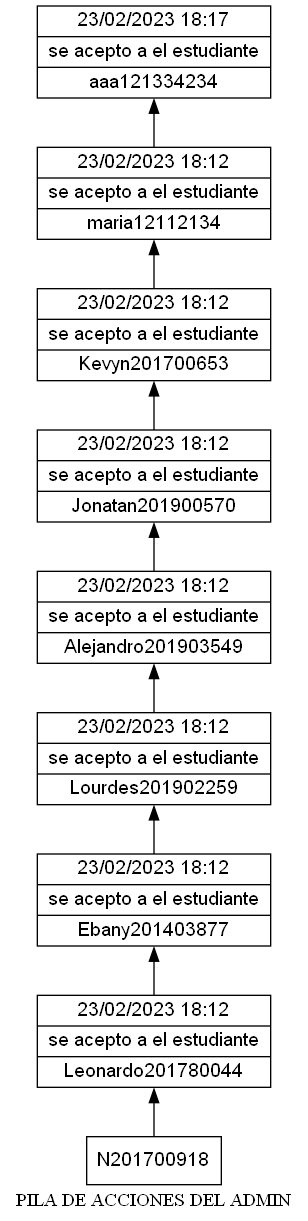 23/02/2023 18:17
se acepto a el estudiante
aaa121334234
23/02/2023 18:12
se acepto a el estudiante
maria12112134
23/02/2023 18:12
se acepto a el estudiante
Kevyn201700653
23/02/2023 18:12
se acepto a el estudiante
Jonatan201900570
23/02/2023 18:12
se acepto a el estudiante
Alejandro201903549
23/02/2023 18:12
se acepto a el estudiante
Lourdes201902259
23/02/2023 18:12
se acepto a el estudiante
Ebany201403877
23/02/2023 18:12
se acepto a el estudiante
Leonardo201780044
N201700918
PILA DE ACCIONES DEL ADMIN